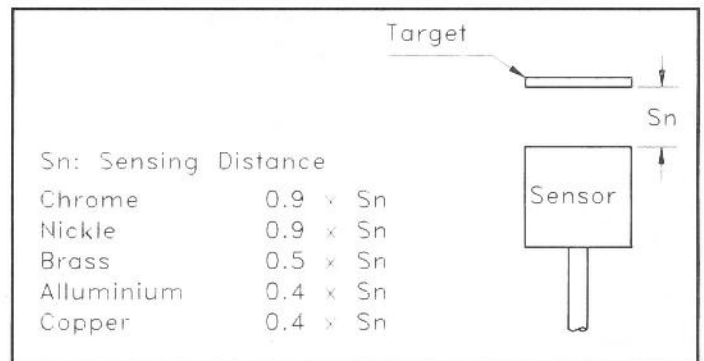 Target
Sn
Sn: Sensing Distance
Sensor
Chrome 0.9 x Sn
Nickle 0.9 x Sn
Brass 0.5 x Sn
Alluminium 0.4 x Sn
Copper 0.4 x Sn